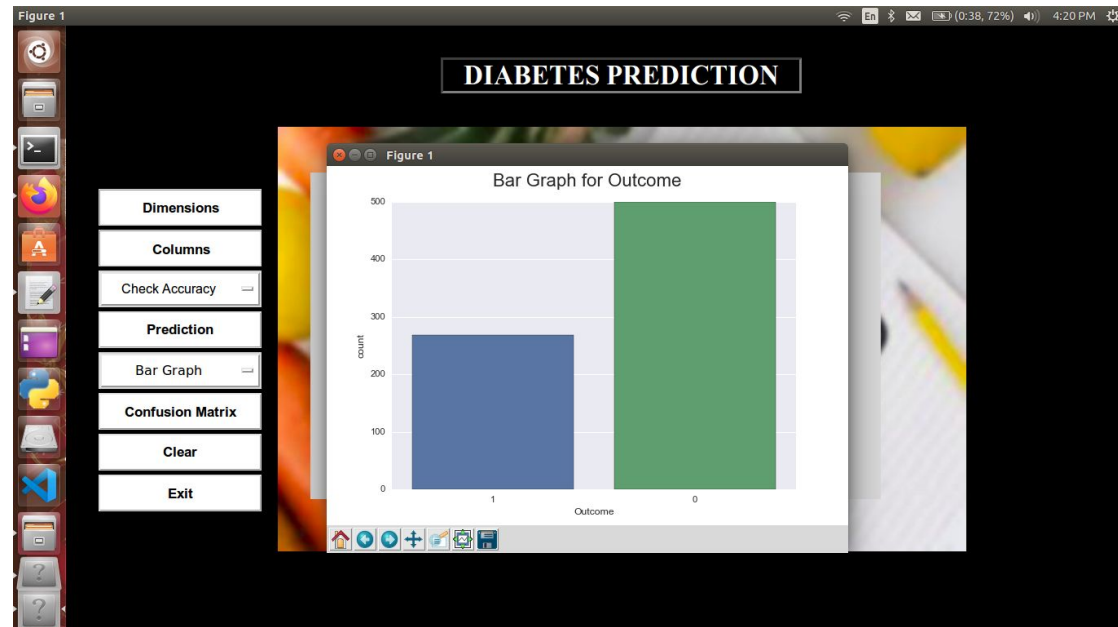 Figure 1
En
(0:38, 72%)
4:20 PM
DIABETES PREDICTION
Dimensions
Columns
Check Accuracy
Prediction
Bar Graph
Confusion Matrix
Clear
Exit
Figure 1
Bar Graph for Outcome
500
400
300
200
100
0
count
1 0
Outcome